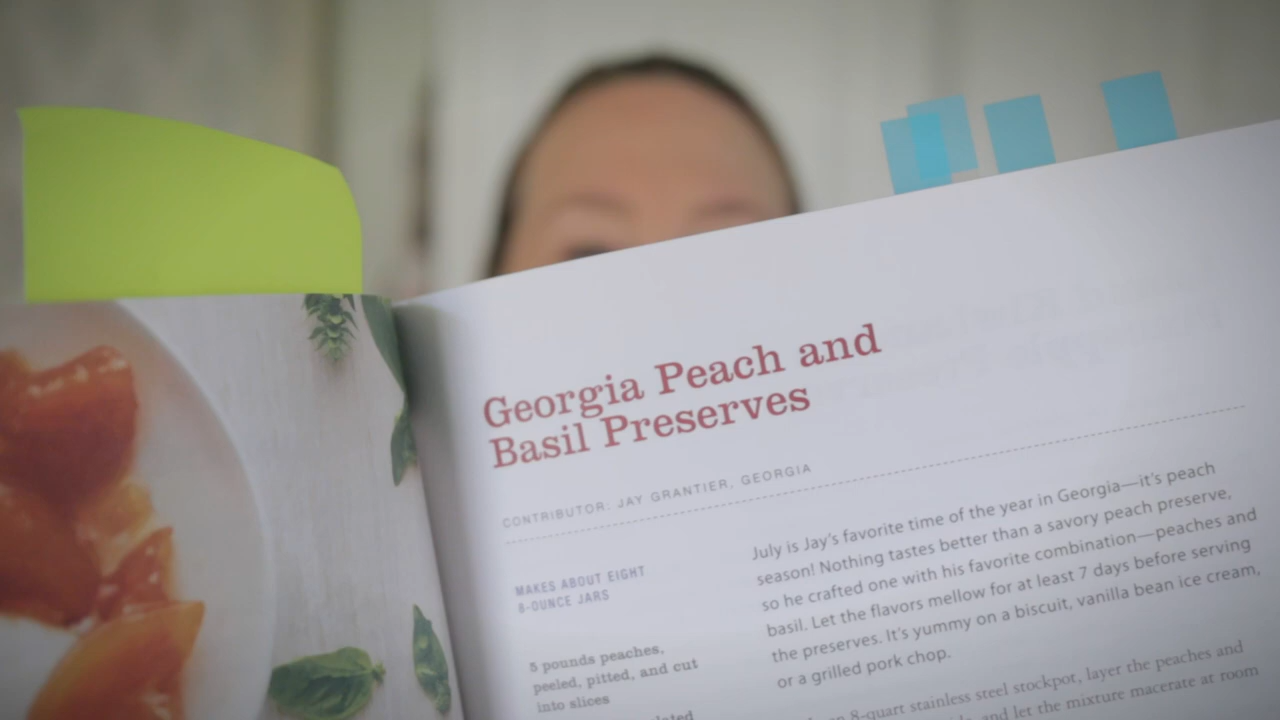 Georgia Peach and
Basil Preserves
CONTRIBUTOR: JAY GRANTIER, GEORGIA
MAKES ABOUT EIGHT
8-OUNCE JARS
5 pounds peaches,
peeled, pitted, and cut
into slices
July is Jay's favorite time of the year in Georgia—it's peach
season! Nothing tastes better than a savory peach preserve,
so he crafted one with his favorite combination—peaches and
basil. Let the flavors mellow for at least 7 days before serving
the preserves. It's yummy on a biscuit, vanilla bean ice cream,
or a grilled pork chop.
8-quart stainless steel stockpot, layer the peaches and
and let the mixture macerate at room